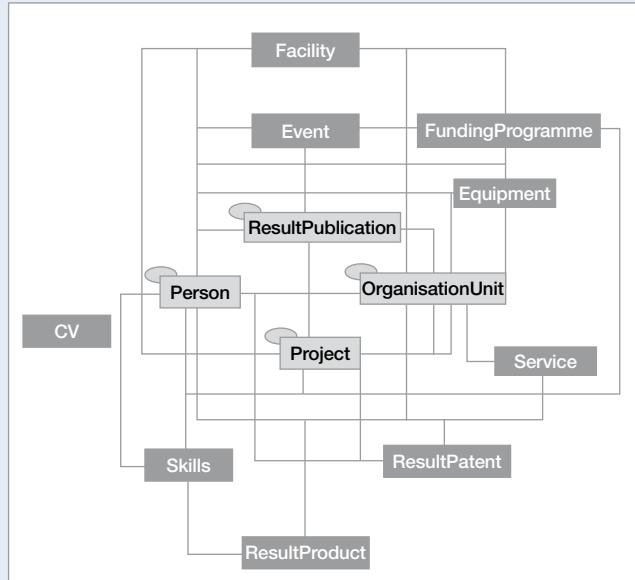 Facility
Event
FundingProgramme
Equipment
ResultPublication
Person
OrganisationUnit
CV
Project
Service
Skills
ResultPatent
ResultProduct